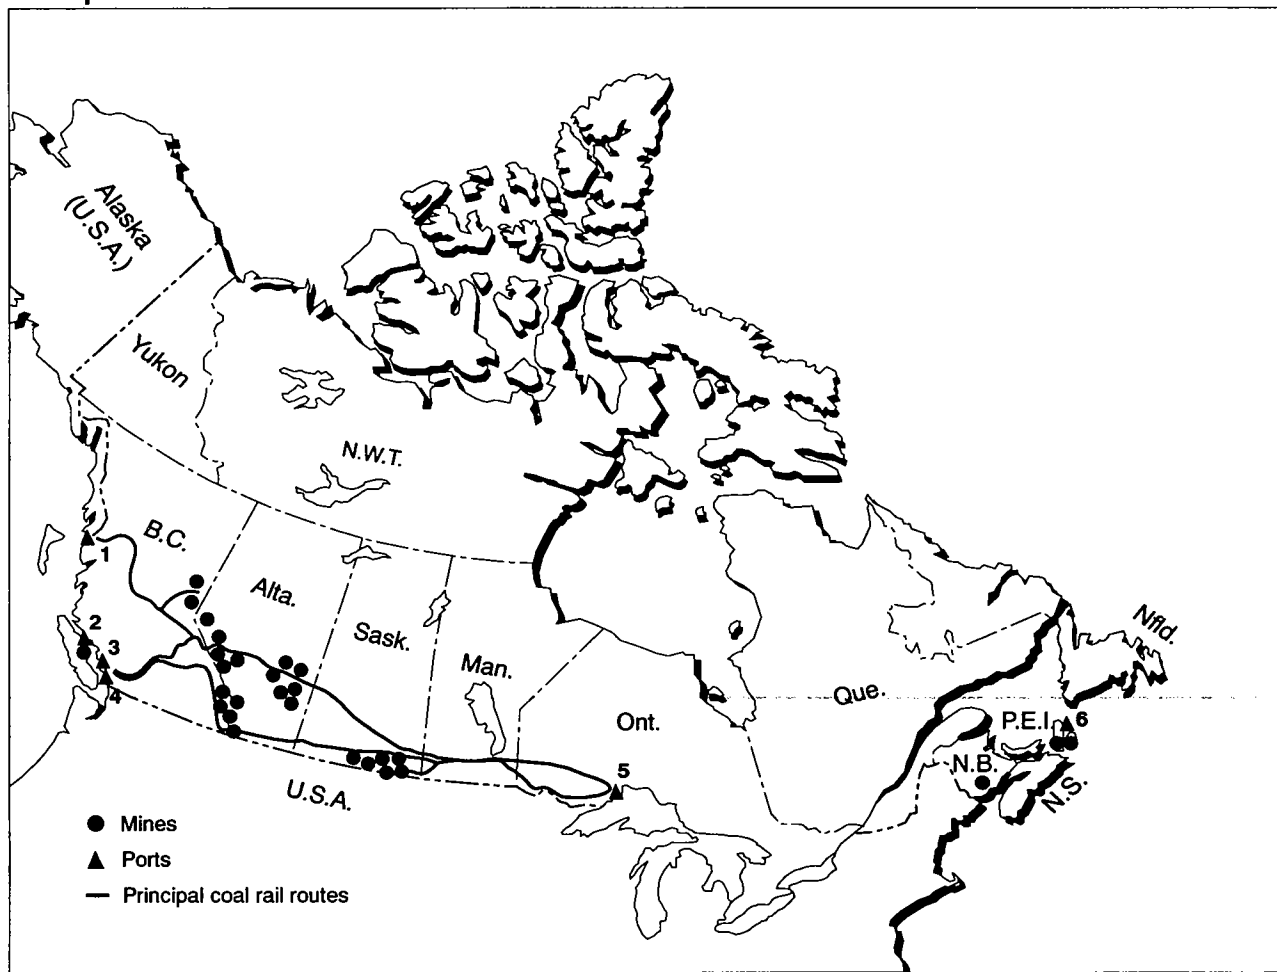 Alaska
(U.S.A.)
Yukon
N.W.T.
B.C.
1
Alta.
Sask.
Man.
2
3
4
Ont.
Que.
Nfld.
P.E.I.
6
N.B.
N.S.
5
U.S.A.
Mines
Ports
Principal coal rail routes